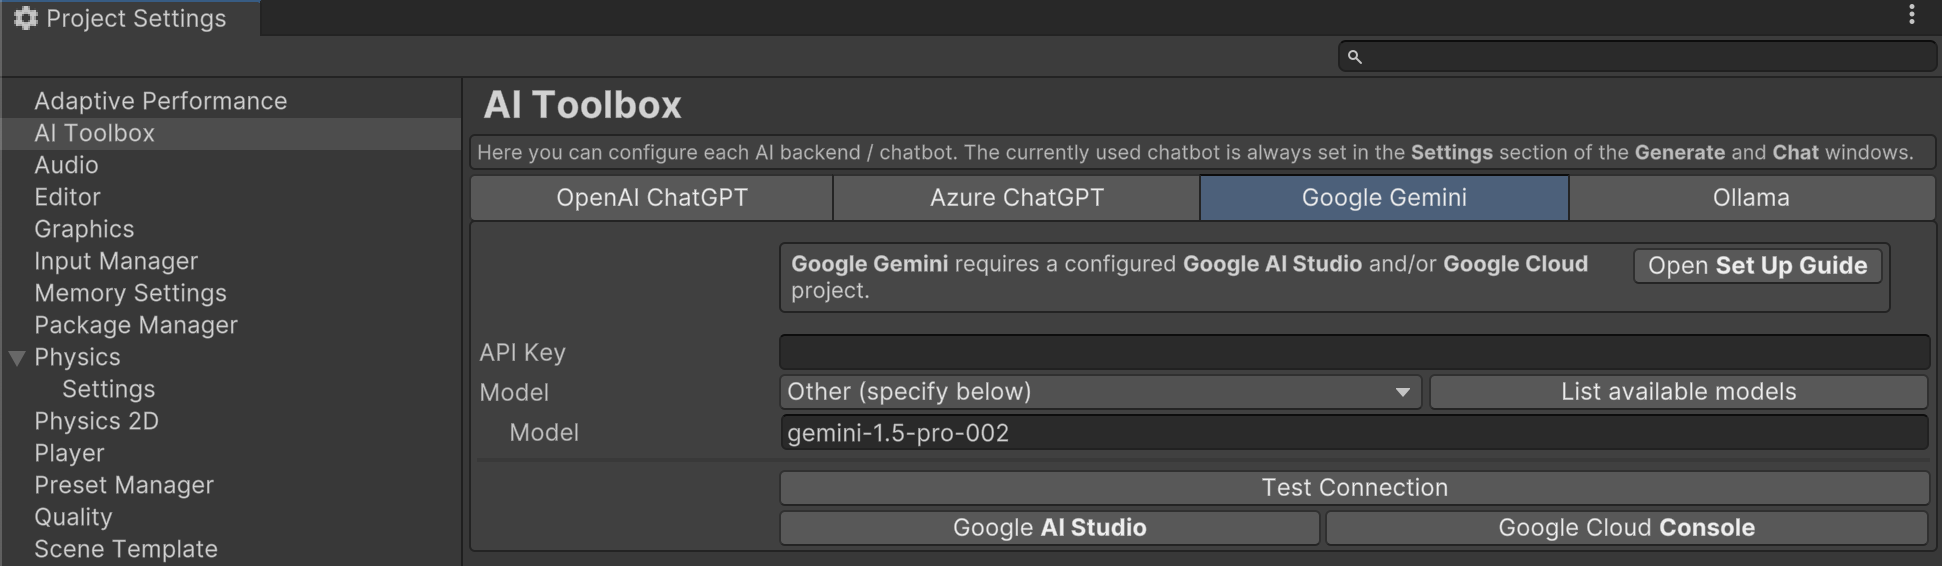 Project Settings
Adaptive Performance
AI Toolbox
Audio
Editor
Graphics
Input Manager
Memory Settings
Package Manager
Physics
Settings
Physics 2D
Player
Preset Manager
Quality
Scene Template
AI Toolbox
Here you can configure each AI backend / chatbot. The currently used chatbot is always set in the Settings section of the Generate and Chat windows.
OpenAI ChatGPT
Azure ChatGPT
Google Gemini
Ollama
Google Gemini requires a configured Google AI Studio and/or Google Cloud
project.
Open Set Up Guide
API Key
Model
Other (specify below)
List available models
Model
gemini-1.5-pro-002
Test Connection
Google AI Studio
Google Cloud Console